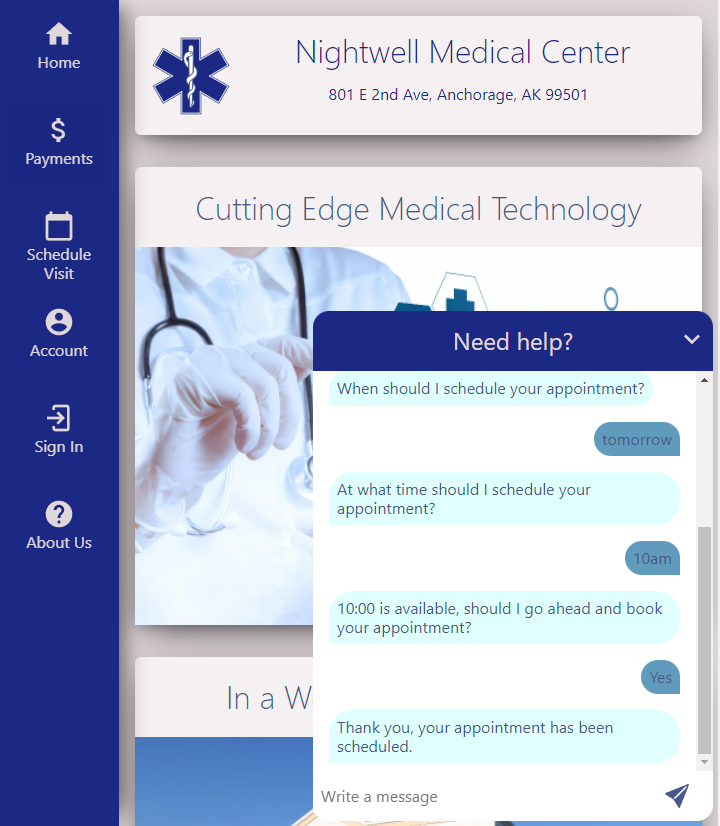 Home
Payments
Schedule
Visit
Account
Sign In
About Us
Nightwell Medical Center
801 E 2nd Ave, Anchorage, AK 99501
Cutting Edge Medical Technology
Need help?
When should I schedule your appointment?
tomorrow
At what time should I schedule your
appointment?
10am
10:00 is available, should I go ahead and book
your appointment?
Yes
Thank you, your appointment has been
scheduled.
Write a message
In a